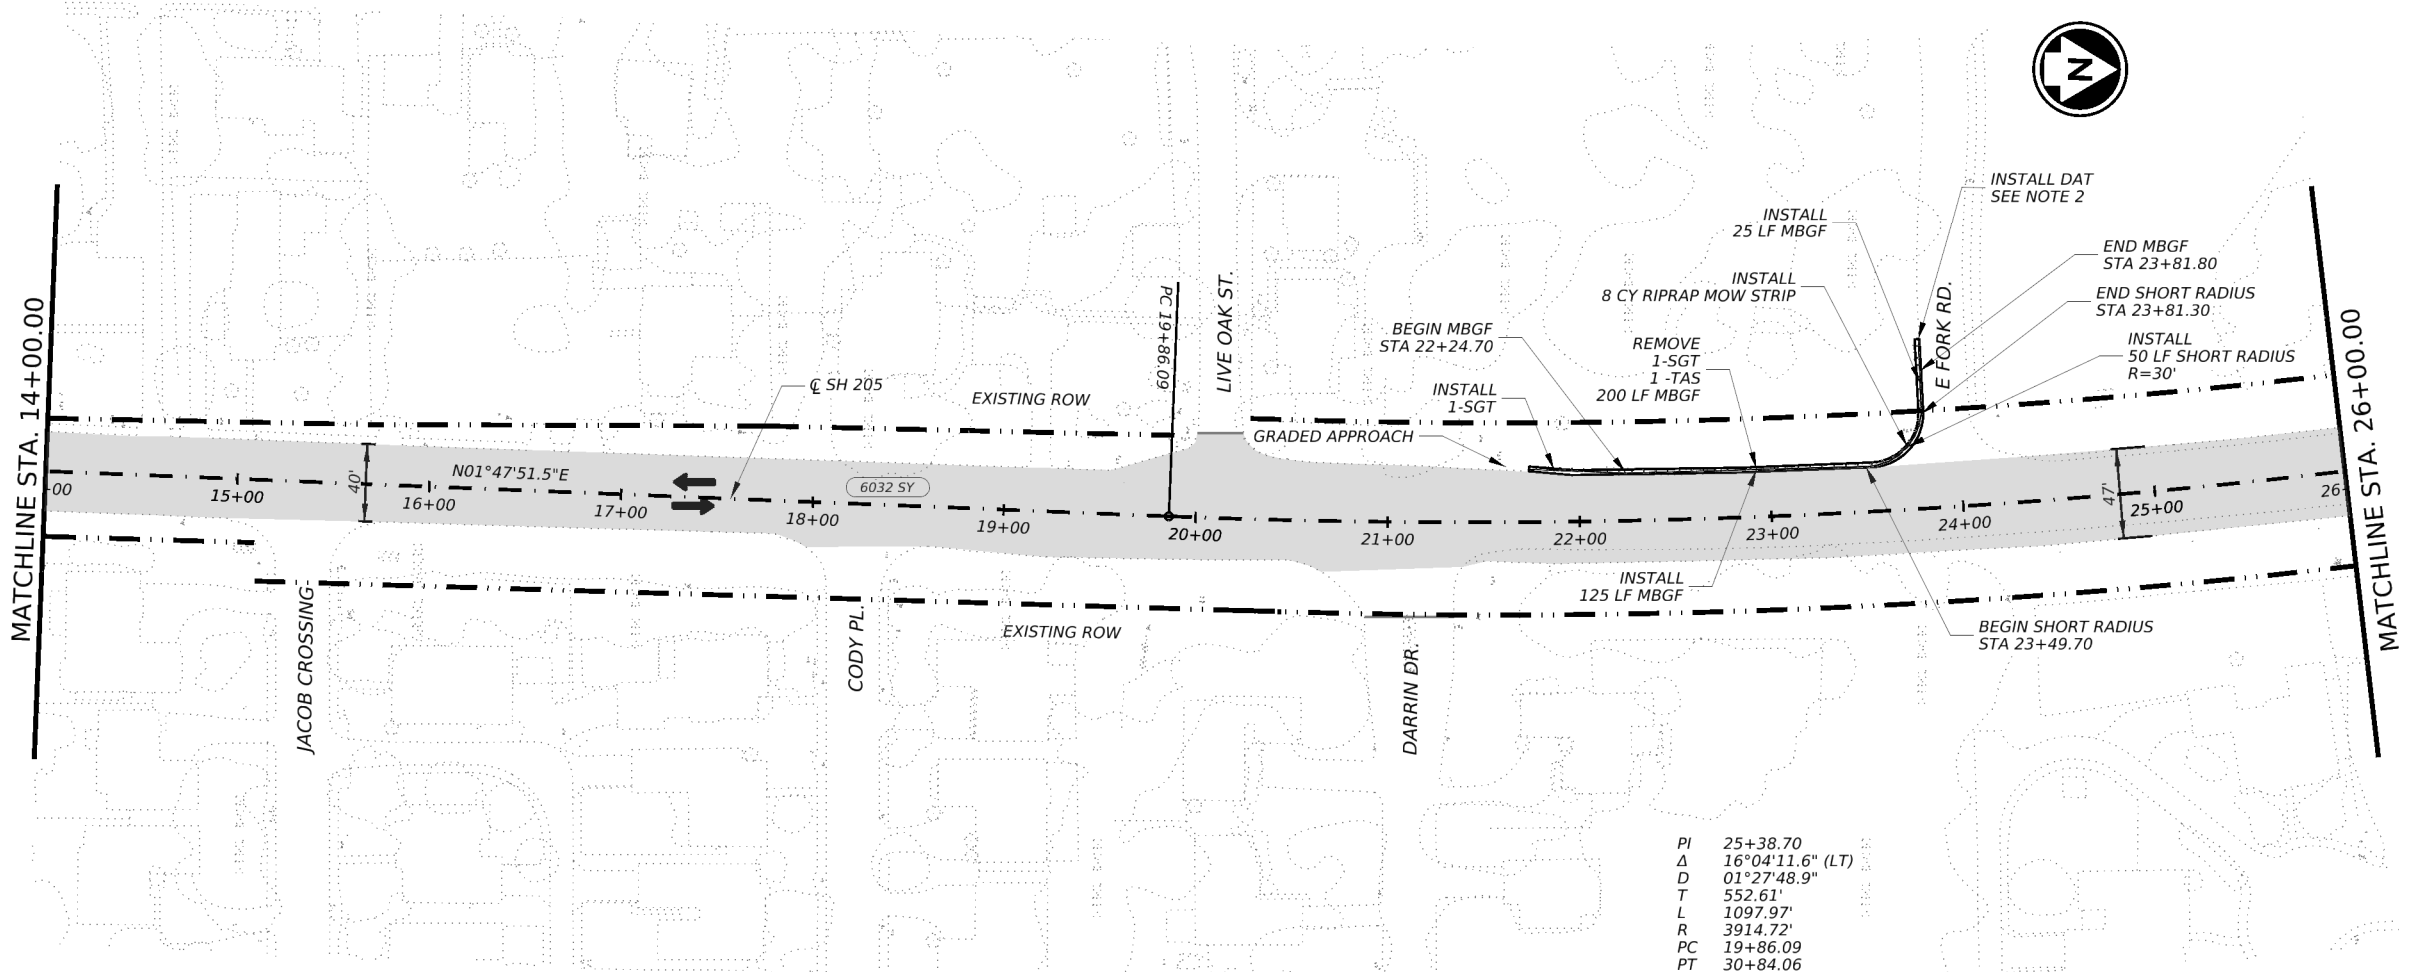 N
INSTALL DAT
SEE NOTE 2
INSTALL
25 LF MBGF
END MBGF
STA 23+81.80
INSTALL
8 CY RIPRAP MOW STRIP
END SHORT RADIUS
STA 23+81.30
BEGIN MBGF
STA 22+24.70
REMOVE
1-SGT
1 -TAS
200 LF MBGF
INSTALL
50 LF SHORT RADIUS
R=30'
INSTALL
1-SGT
GRADED APPROACH
E FORK RD.
LIVE OAK ST.
PC 19+86.09
℄ SH 205
EXISTING ROW
MATCHLINE STA. 14+00.00
MATCHLINE STA. 26+00.00
N01°47'51.5"E
40'
6032 SY
47'
-00
15+00
16+00
17+00
18+00
19+00
20+00
21+00
22+00
23+00
24+00
25+00
26+
INSTALL
125 LF MBGF
BEGIN SHORT RADIUS
STA 23+49.70
EXISTING ROW
JACOB CROSSING
CODY PL.
DARRIN DR.
PI 25+38.70
Δ 16°04'11.6" (LT)
D 01°27'48.9"
T 552.61'
L 1097.97'
R 3914.72'
PC 19+86.09
PT 30+84.06